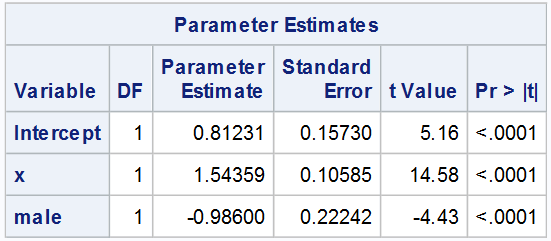 Parameter Estimates
Variable DF Parameter Estimate Standard Error t Value Pr > |t|
Intercept 1 0.81231 0.15730 5.16 <.0001
x 1 1.54359 0.10585 14.58 <.0001
male 1 -0.98600 0.22242 -4.43 <.0001